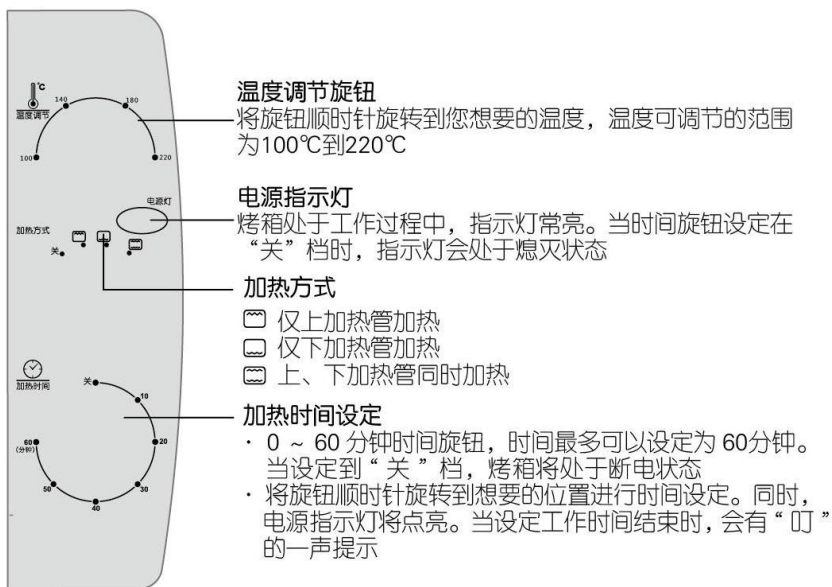 ℃
温度调节
100
140
180
220
温度调节旋钮
将旋钮顺时针旋转到您想要的温度，温度可调节的范围
为100℃到220℃
电源灯
加热方式
关
电源指示灯
烤箱处于工作过程中，指示灯常亮。当时间旋钮设定在
“关”档时，指示灯会处于熄灭状态
加热方式
仅上加热管加热
仅下加热管加热
上、下加热管同时加热
加热时间
关
10
20
30
40
50
60
(分钟)
加热时间设定
· 0 ~ 60 分钟时间旋钮，时间最多可以设定为 60分钟。
当设定到“ 关 ”档，烤箱将处于断电状态
· 将旋钮顺时针旋转到想要的位置进行时间设定。同时，
电源指示灯将点亮。当设定工作时间结束时，会有“ 叮 ”
的一声提示